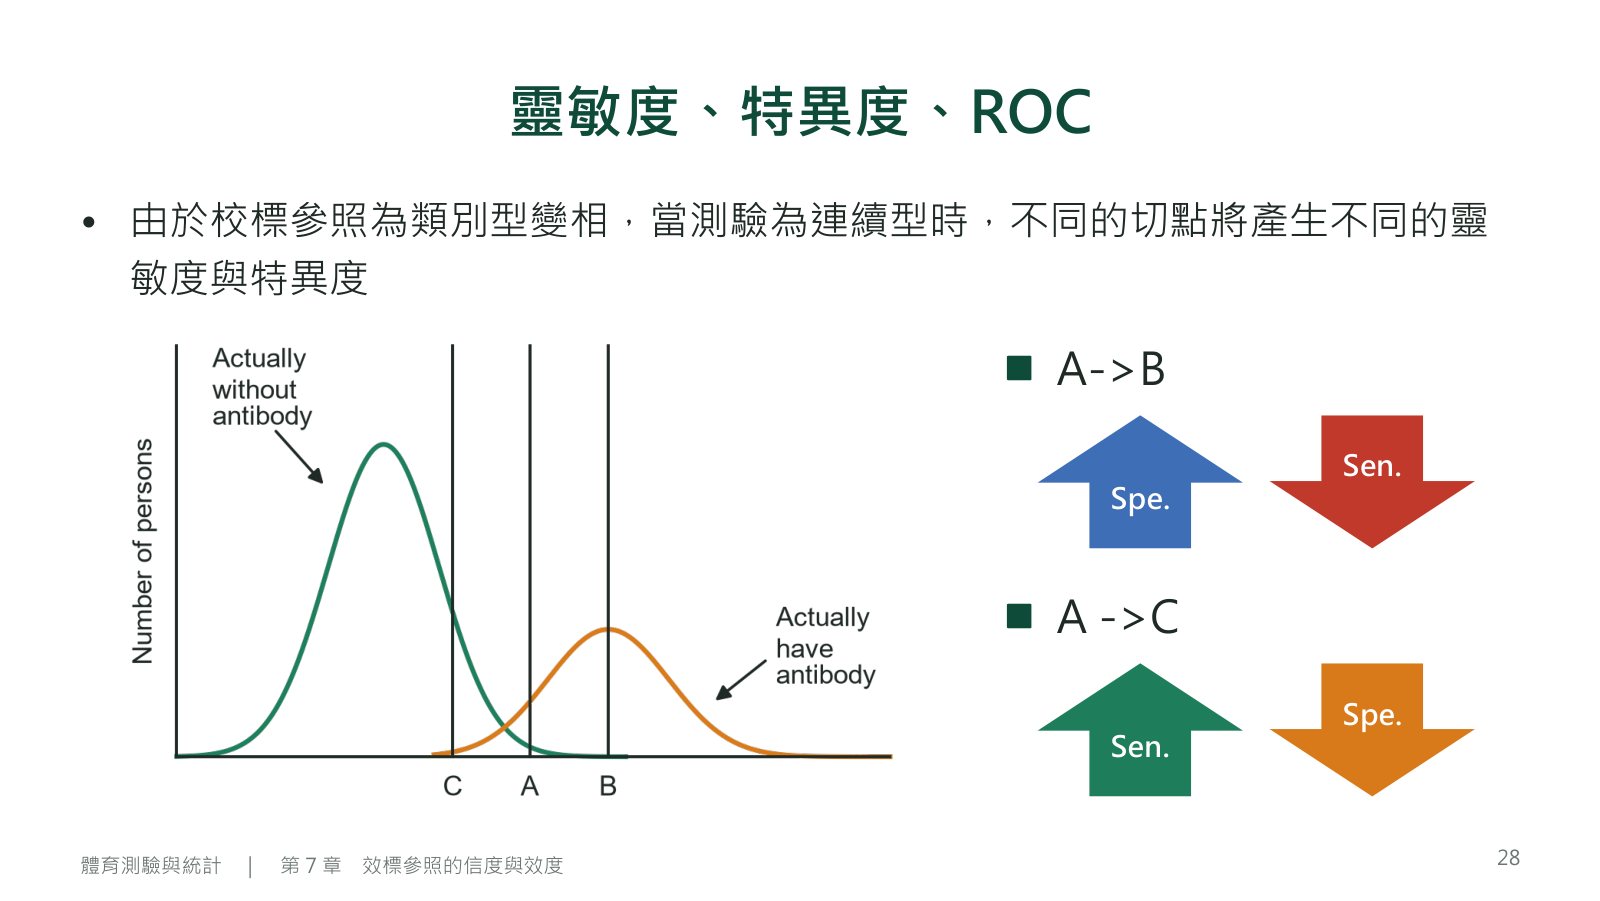 靈敏度、特異度、ROC
• 由於校標參照為類別型變相，當測驗為連續型時，不同的切點將產生不同的靈
敏度與特異度
Actually
without
antibody
Number of persons
Actually
have
antibody
C A B
■ A->B
Spe. Sen.
■ A ->C
Sen. Spe.
體育測驗與統計 | 第 7 章 效標參照的信度與效度
28